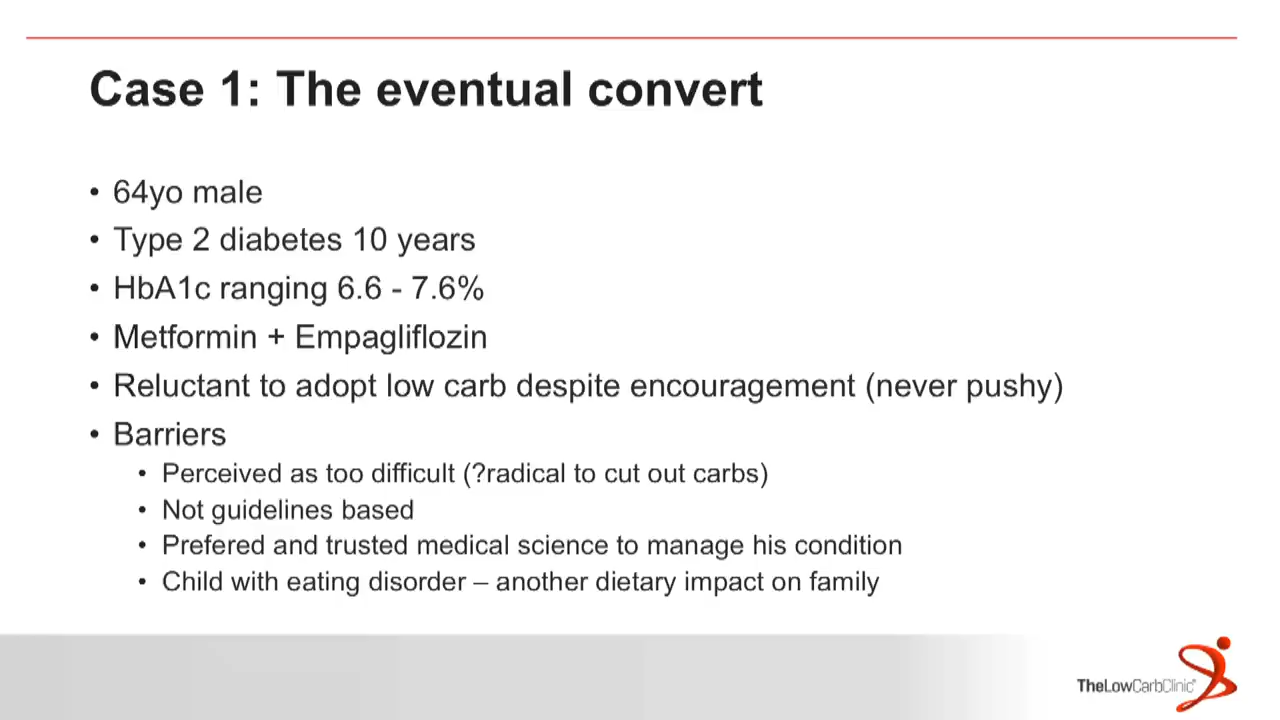 Case 1: The eventual convert
• 64yo male
• Type 2 diabetes 10 years
• HbA1c ranging 6.6 - 7.6%
• Metformin + Empagliflozin
• Reluctant to adopt low carb despite encouragement (never pushy)
• Barriers
• Perceived as too difficult (?radical to cut out carbs)
• Not guidelines based
• Prefered and trusted medical science to manage his condition
• Child with eating disorder – another dietary impact on family
TheLowCarbClinic